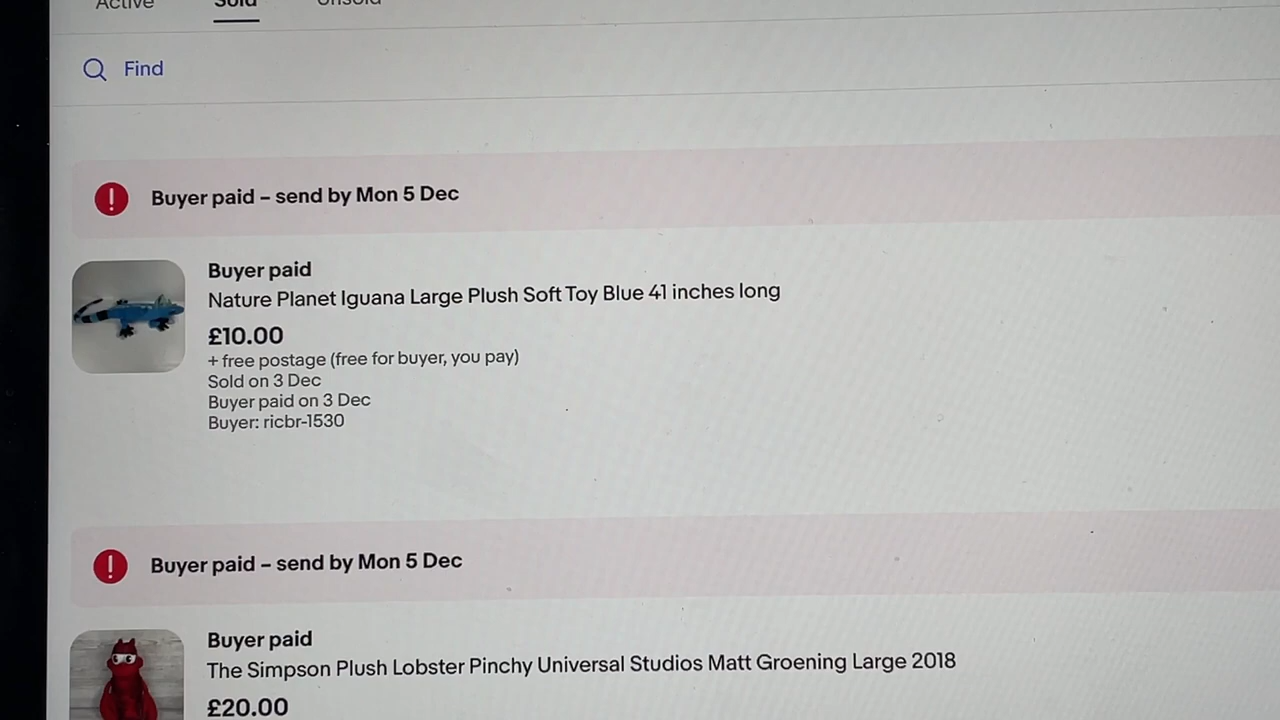 Active Sold Unsold
Find
Buyer paid – send by Mon 5 Dec
Buyer paid
Nature Planet Iguana Large Plush Soft Toy Blue 41 inches long
£10.00
+ free postage (free for buyer, you pay)
Sold on 3 Dec
Buyer paid on 3 Dec
Buyer: ricbr-1530
Buyer paid – send by Mon 5 Dec
Buyer paid
The Simpson Plush Lobster Pinchy Universal Studios Matt Groening Large 2018
£20.00